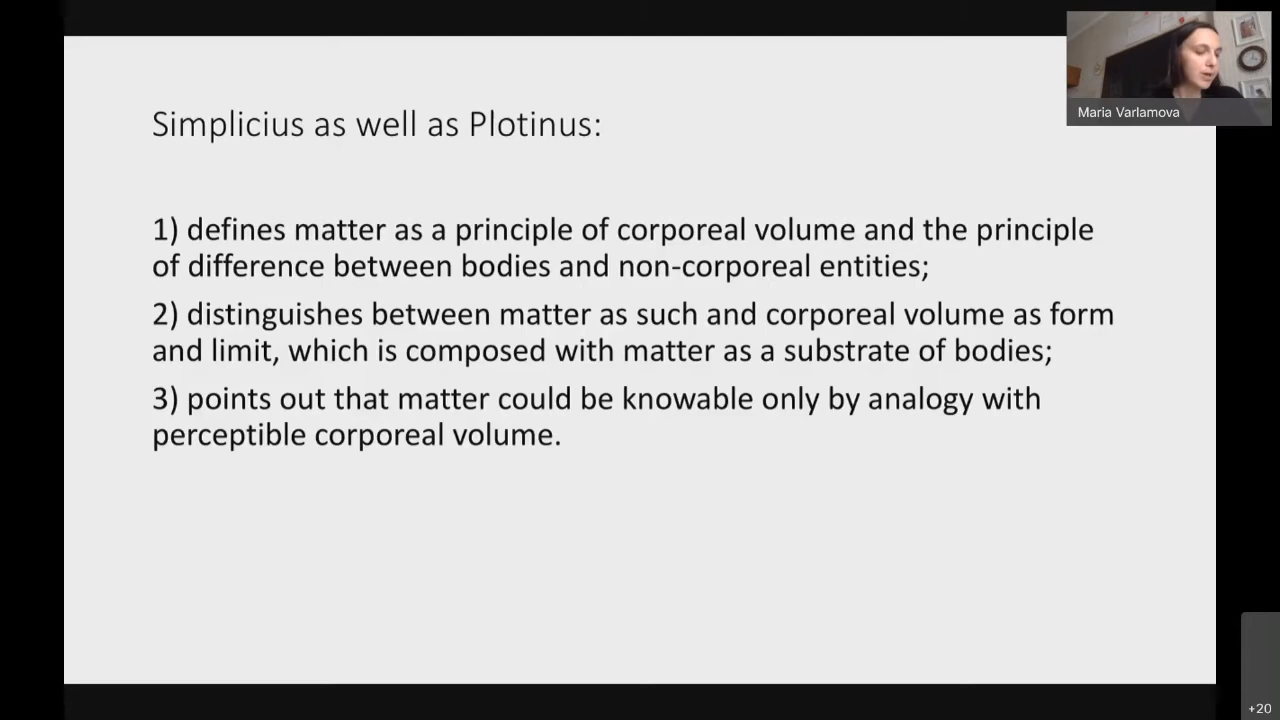 Maria Varlamova
Simplicius as well as Plotinus:
1) defines matter as a principle of corporeal volume and the principle
of difference between bodies and non-corporeal entities;
2) distinguishes between matter as such and corporeal volume as form
and limit, which is composed with matter as a substrate of bodies;
3) points out that matter could be knowable only by analogy with
perceptible corporeal volume.
+20